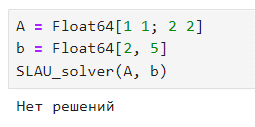 A = Float64[1 1; 2 2]
b = Float64[2, 5]
SLAU_solver(A, b)
Нет решений